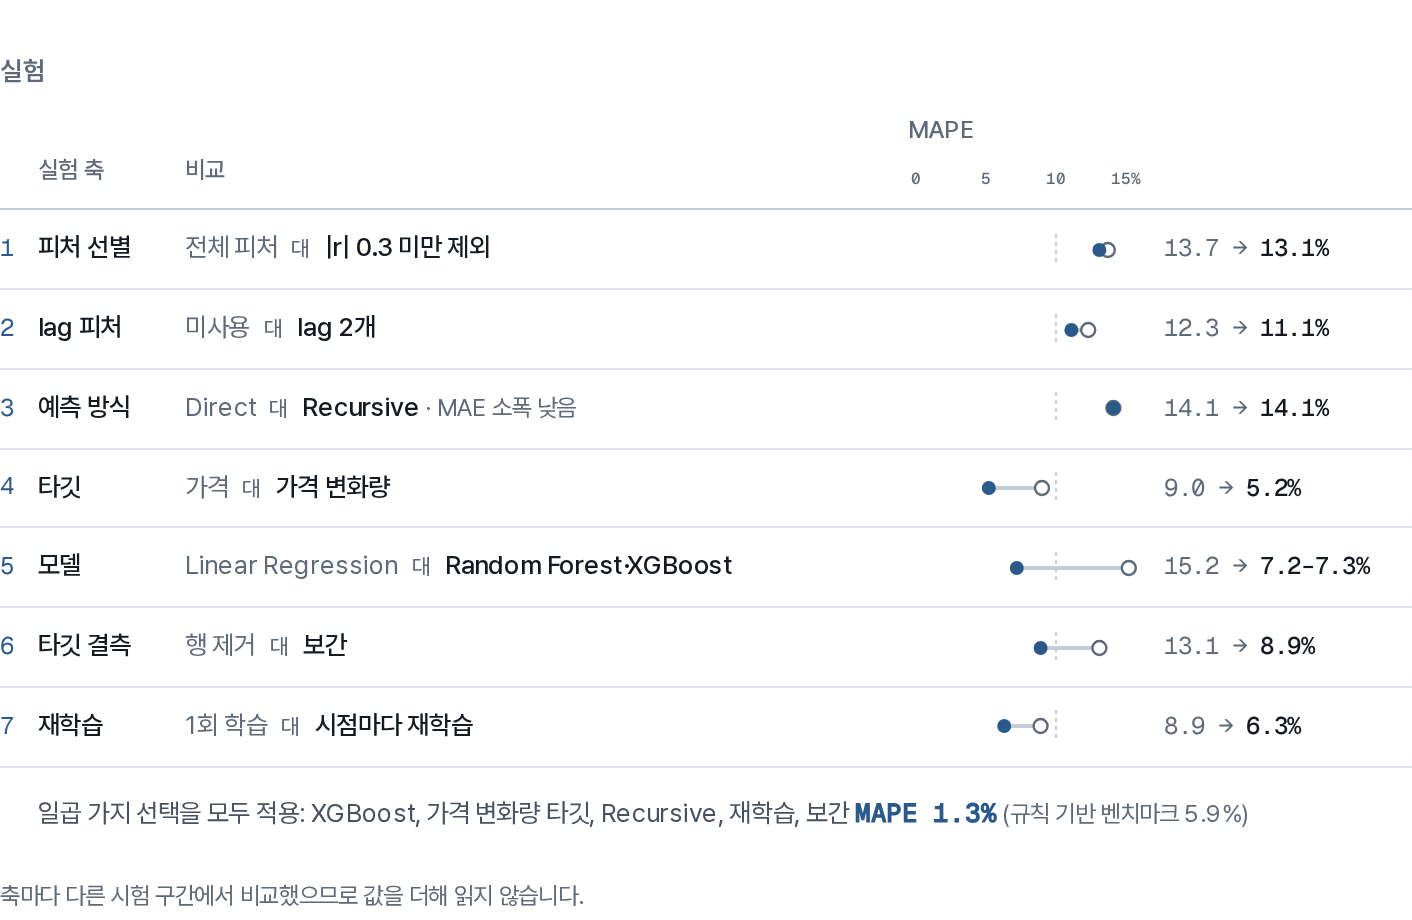 실험
MAPE
실험 축 비교 0 5 10 15%
1 피처 선별 전체 피처 대 |r| 0.3 미만 제외 13.7 → 13.1%
2 lag 피처 미사용 대 lag 2개 12.3 → 11.1%
3 예측 방식 Direct 대 Recursive · MAE 소폭 낮음 14.1 → 14.1%
4 타깃 가격 대 가격 변화량 9.0 → 5.2%
5 모델 Linear Regression 대 Random Forest·XGBoost 15.2 → 7.2–7.3%
6 타깃 결측 행 제거 대 보간 13.1 → 8.9%
7 재학습 1회 학습 대 시점마다 재학습 8.9 → 6.3%
일곱 가지 선택을 모두 적용: XGBoost, 가격 변화량 타깃, Recursive, 재학습, 보간 MAPE 1.3% (규칙 기반 벤치마크 5.9%)
축마다 다른 시험 구간에서 비교했으므로 값을 더해 읽지 않습니다.